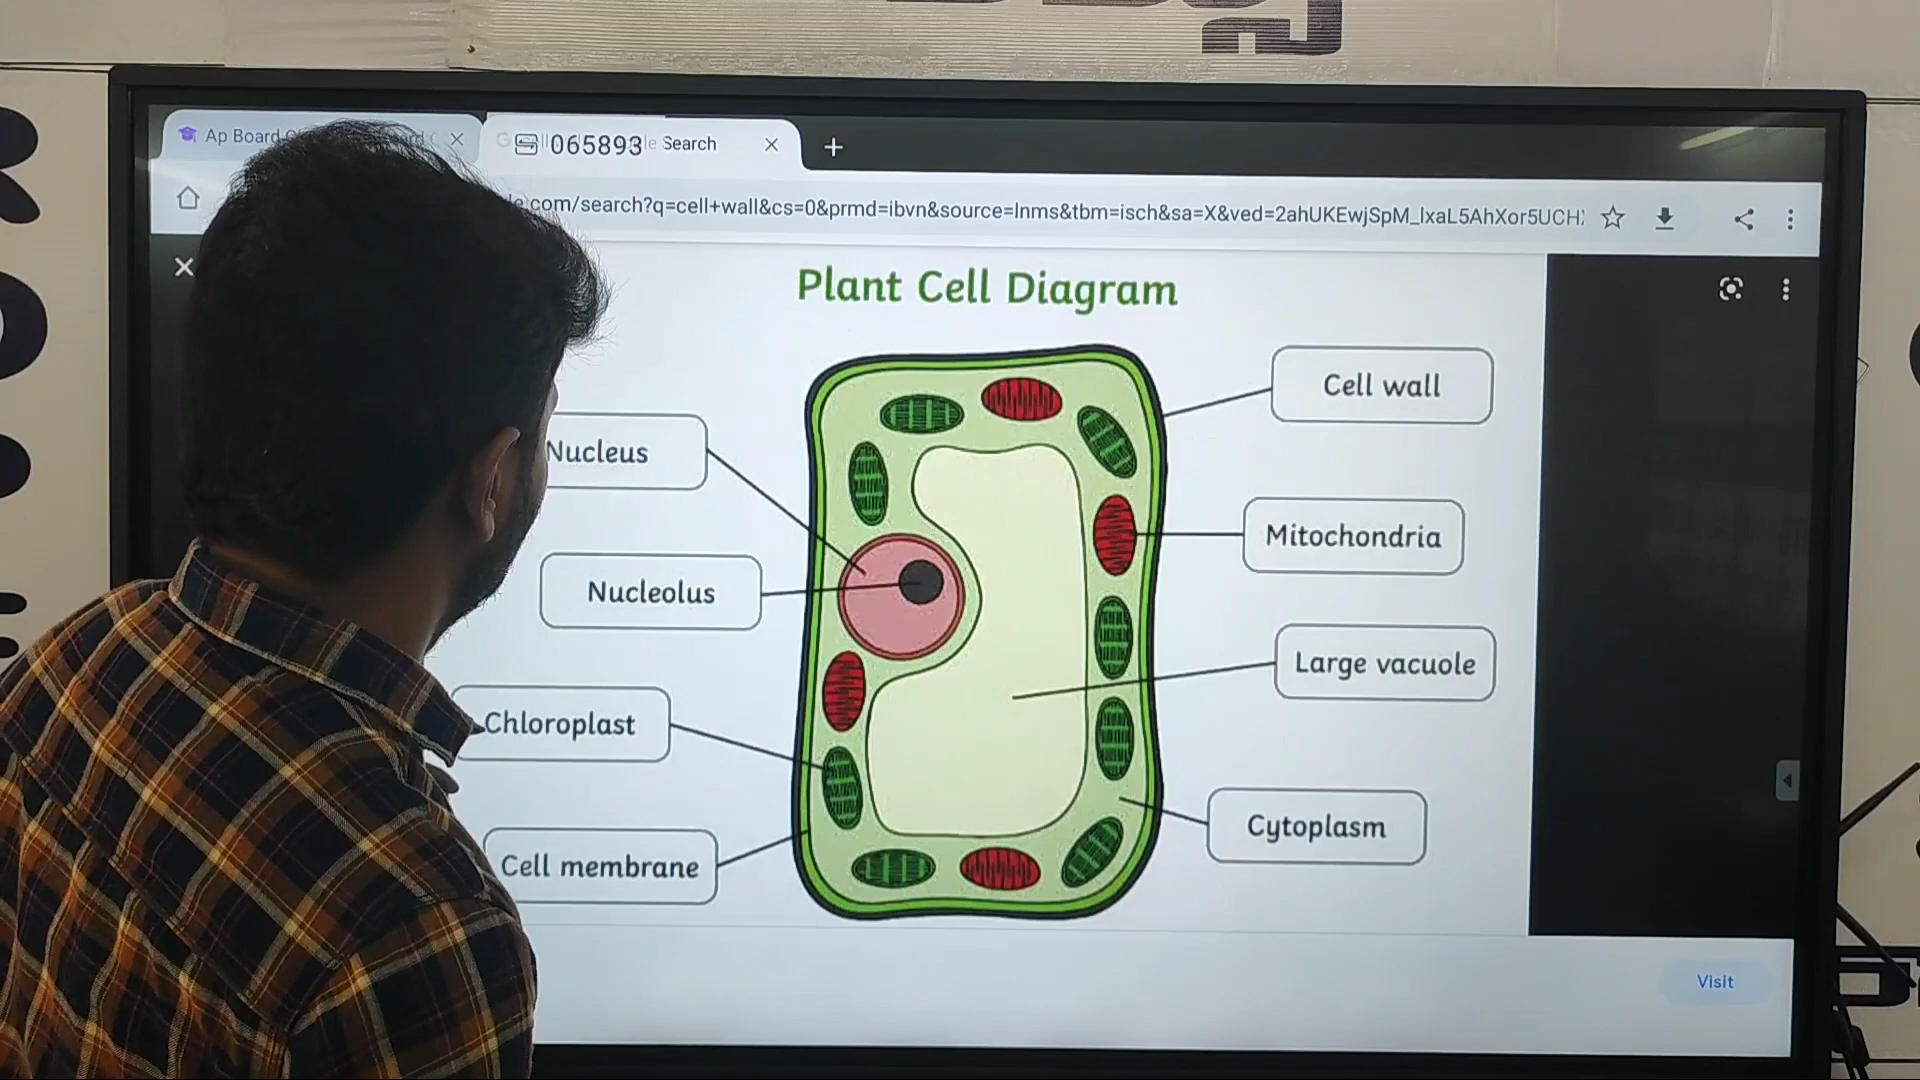 Ap Board
065893
Search
.com/search?q=cell+wall&cs=0&prmd=ibvn&source=lnms&tbm=isch&sa=X&ved=2ahUKEwjSpM_lxaL5AhXor5UCH
Plant Cell Diagram
Cell wall
Nucleus
Mitochondria
Nucleolus
Large vacuole
Chloroplast
Cytoplasm
Cell membrane
Visit